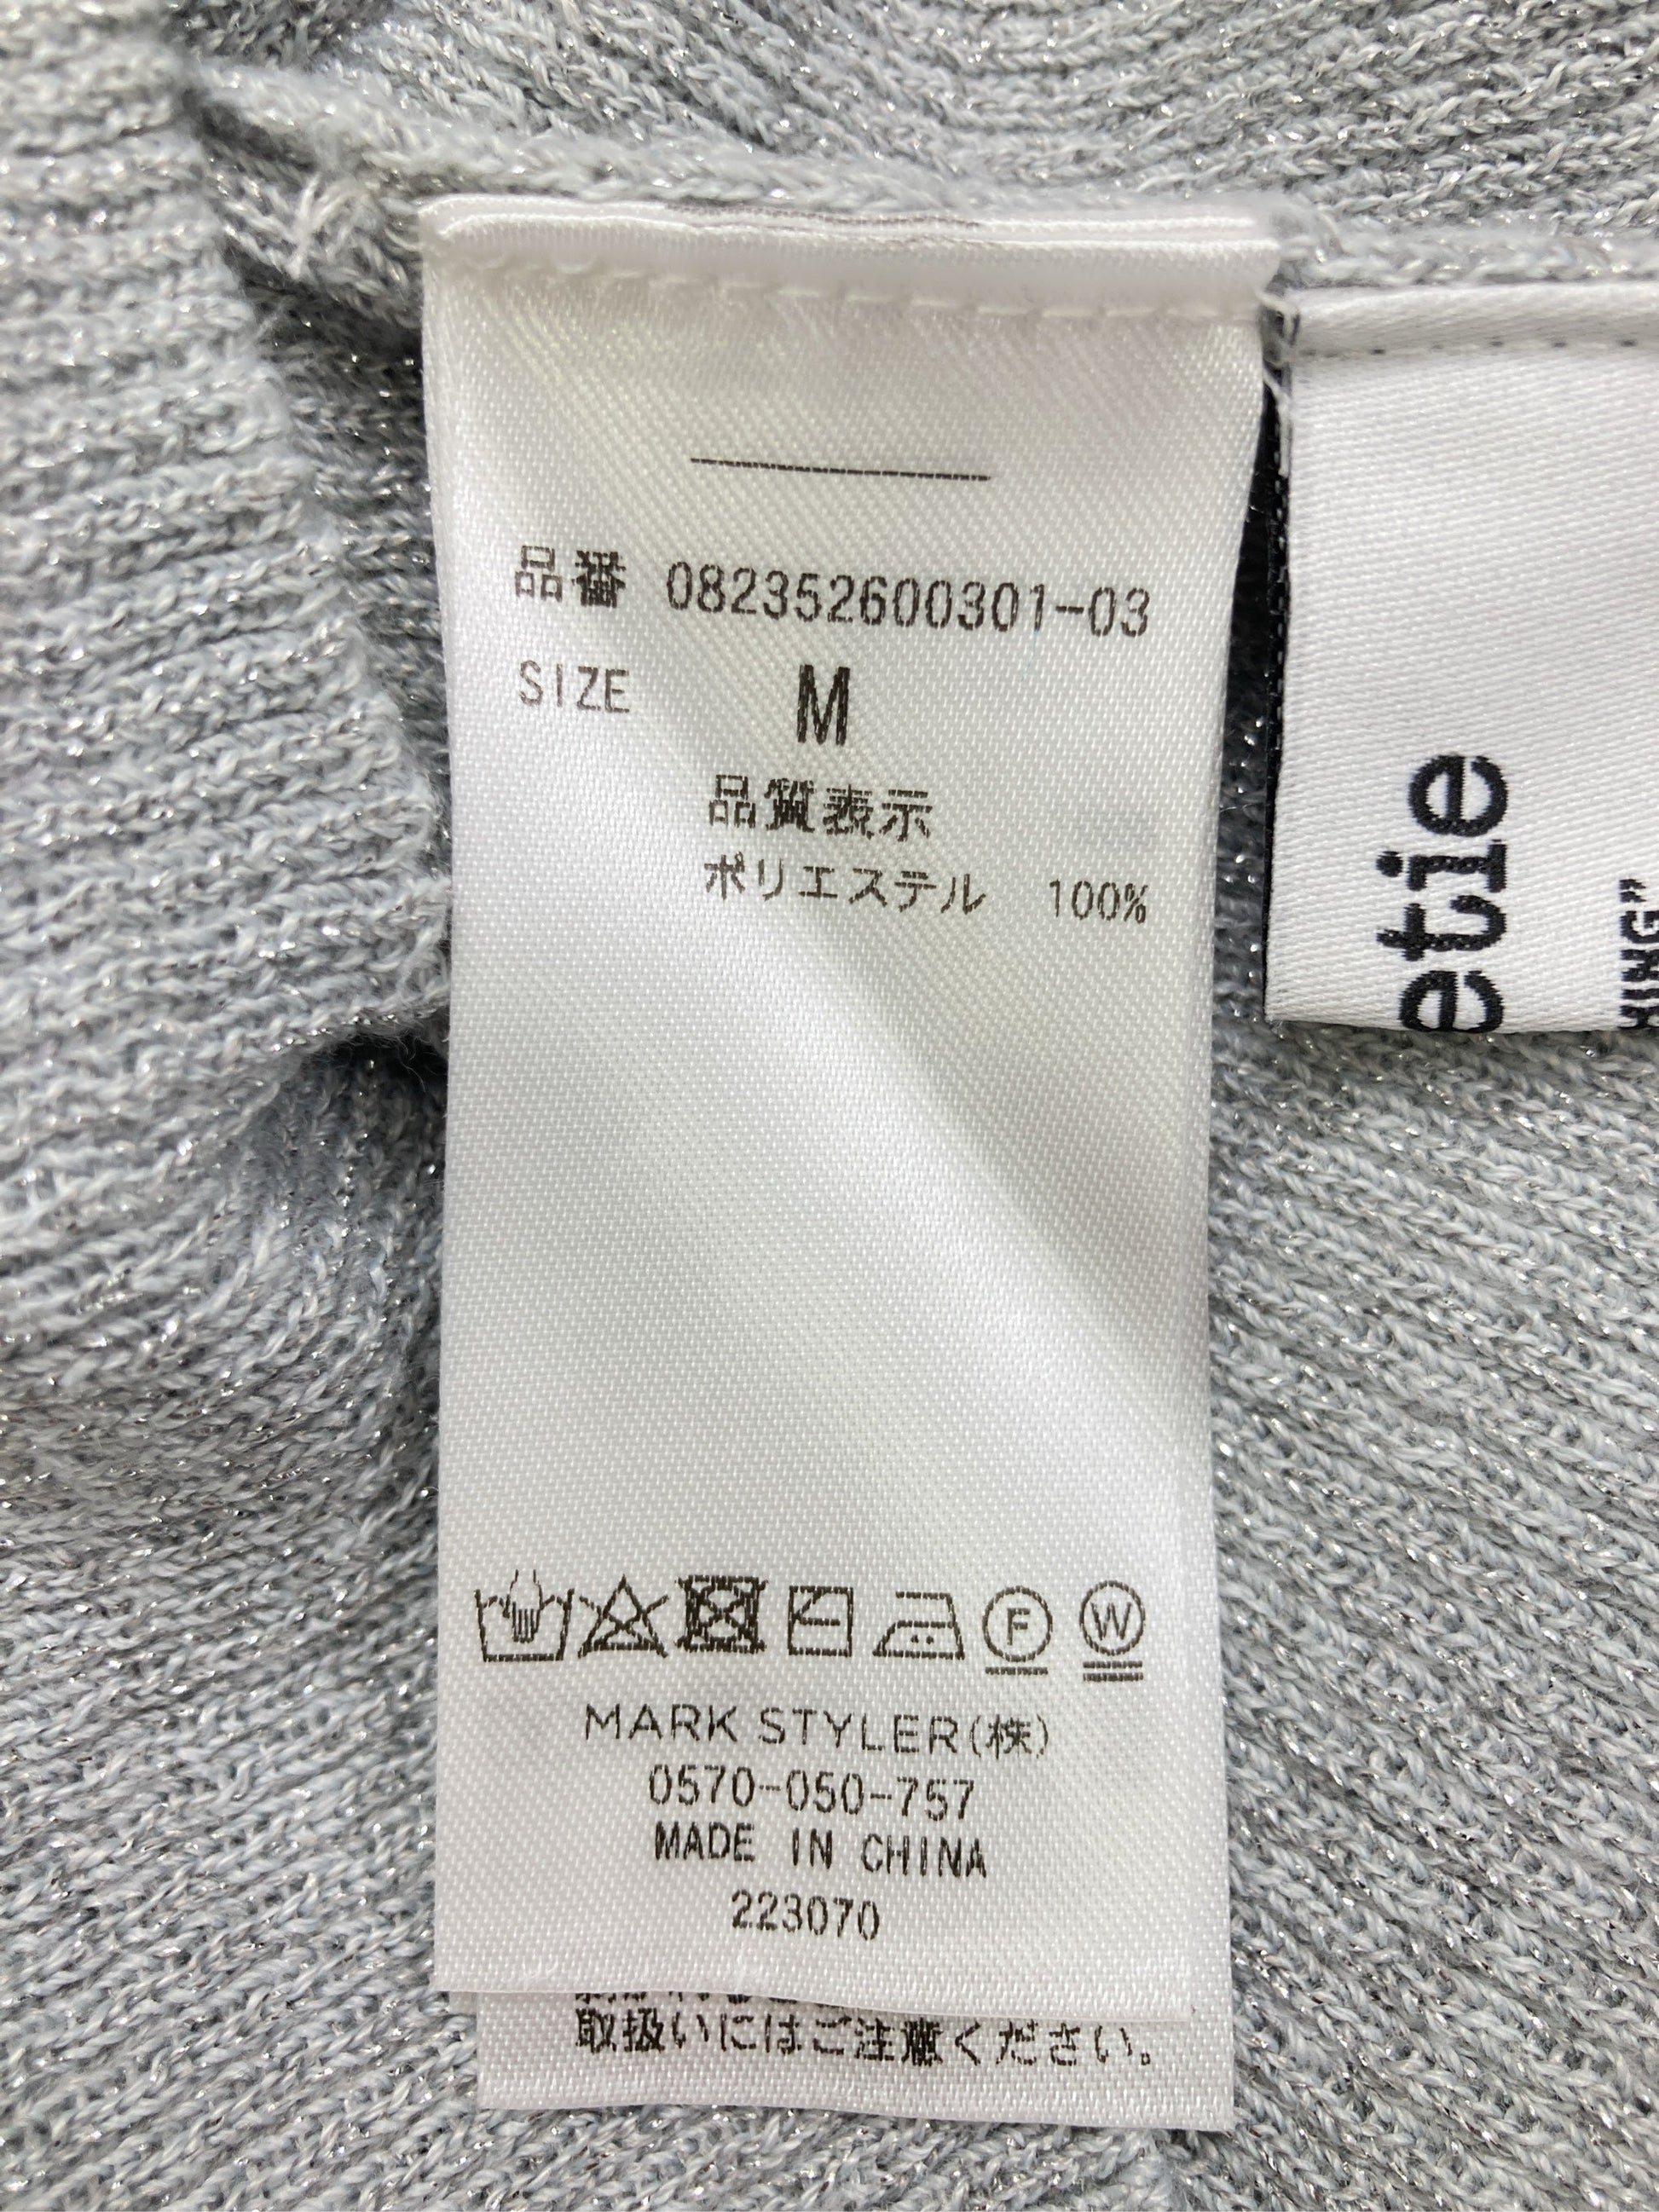 品番 082352600301-03
SIZE M
品質表示
ポリエステル 100%
F W
MARK STYLER(株)
0570-050-757
MADE IN CHINA
223070
取扱いにはご注意ください。
etie
KING"